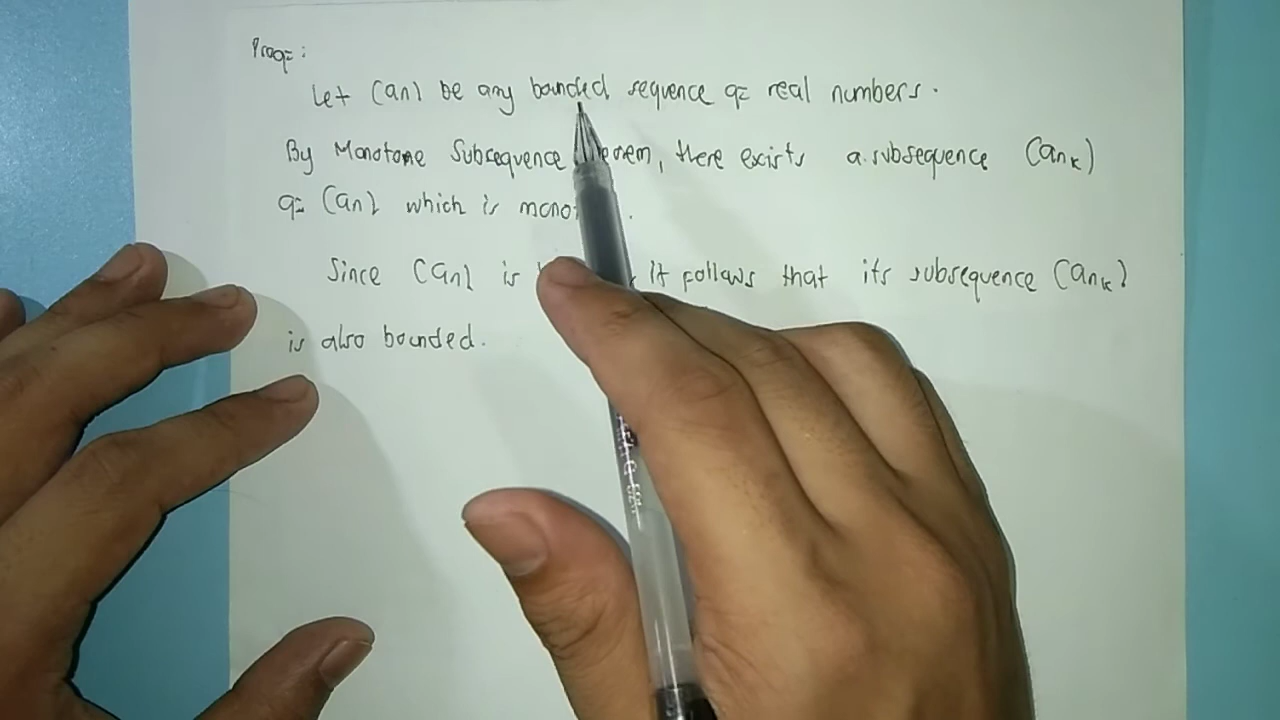 Proof:
Let (an) be any bounded sequence of real numbers.
By Monotone Subsequence theorem, there exists a subsequence (ank)
of (an) which is
Since (an) is it follows that its subsequence (ank)
is also bounded.